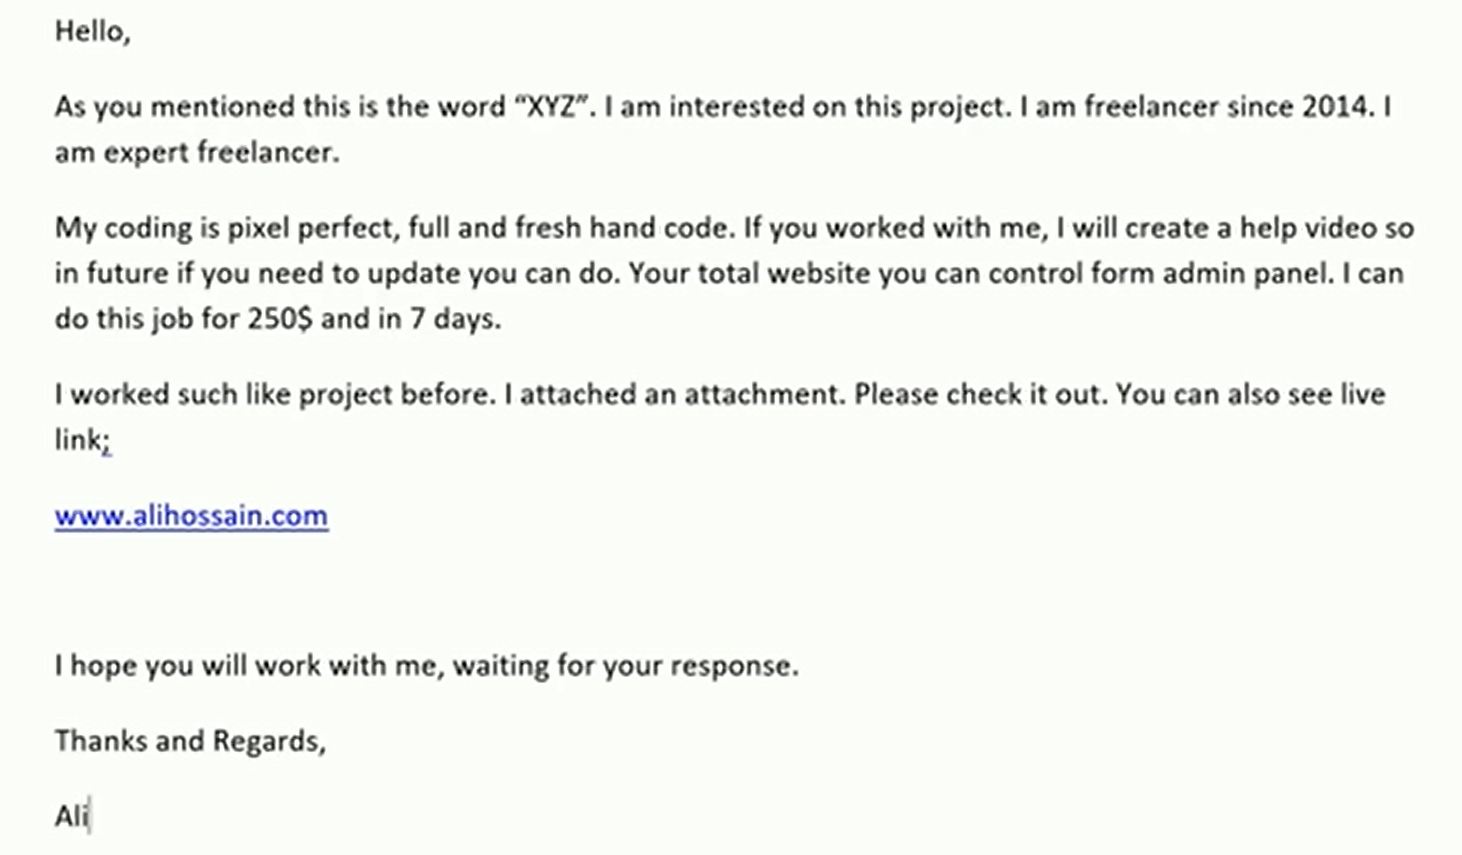 Hello,
As you mentioned this is the word “XYZ”. I am interested on this project. I am freelancer since 2014. I
am expert freelancer.
My coding is pixel perfect, full and fresh hand code. If you worked with me, I will create a help video so
in future if you need to update you can do. Your total website you can control form admin panel. I can
do this job for 250$ and in 7 days.
I worked such like project before. I attached an attachment. Please check it out. You can also see live
link;
www.alihossain.com
I hope you will work with me, waiting for your response.
Thanks and Regards,
Ali